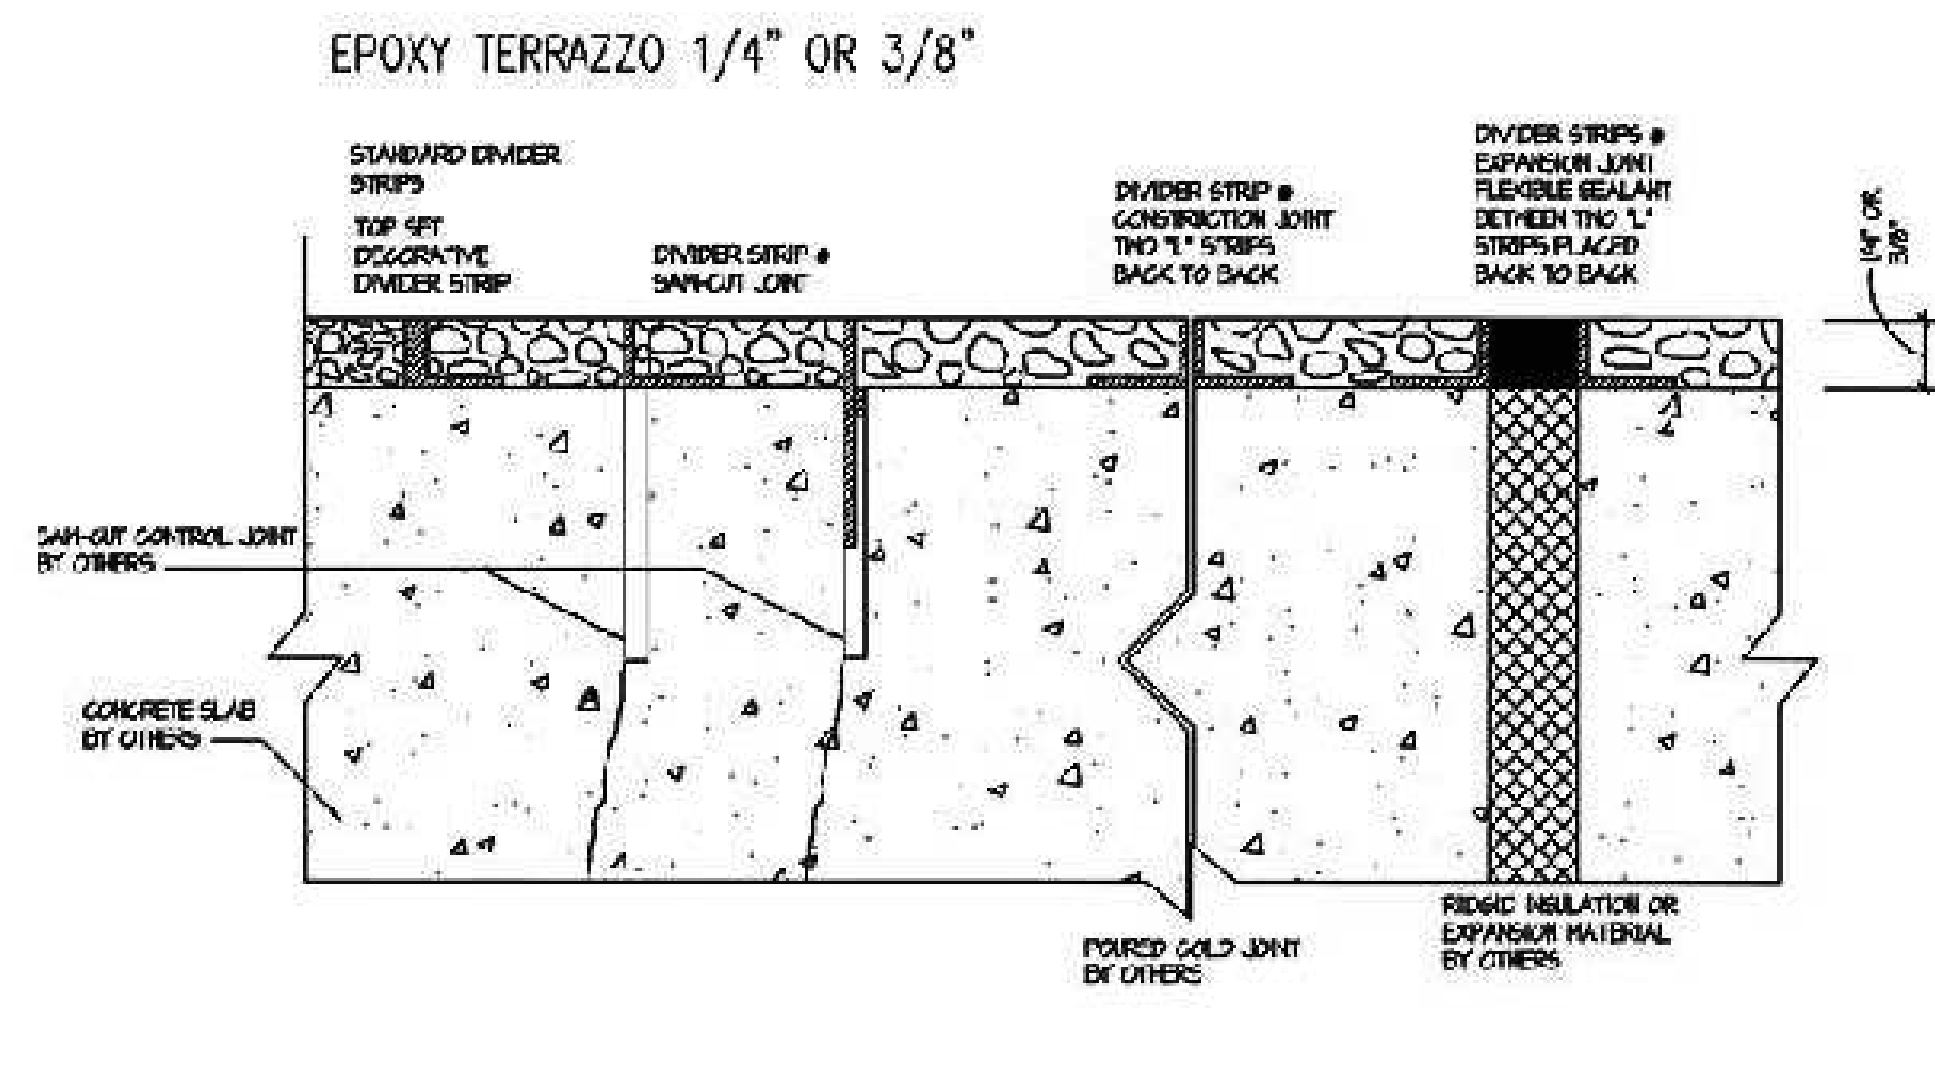 EPOXY TERRAZZO 1/4" OR 3/8"
STANDARD DIVIDER
STRIPS
TOP SET
DECORATIVE
DIVIDER STRIP
DIVIDER STRIP @
SAW-CUT JOINT
DIVIDER STRIP @
CONSTRUCTION JOINT
TWO "L" STRIPS
BACK TO BACK
DIVIDER STRIPS @
EXPANSION JOINT
FLEXIBLE SEALANT
BETWEEN TWO "L"
STRIPS PLACED
BACK TO BACK
1/4" OR
3/8"
SAW-CUT CONTROL JOINT
BY OTHERS
CONCRETE SLAB
BY OTHERS
POURED COLD JOINT
BY OTHERS
RIDGID INSULATION OR
EXPANSION MATERIAL
BY OTHERS